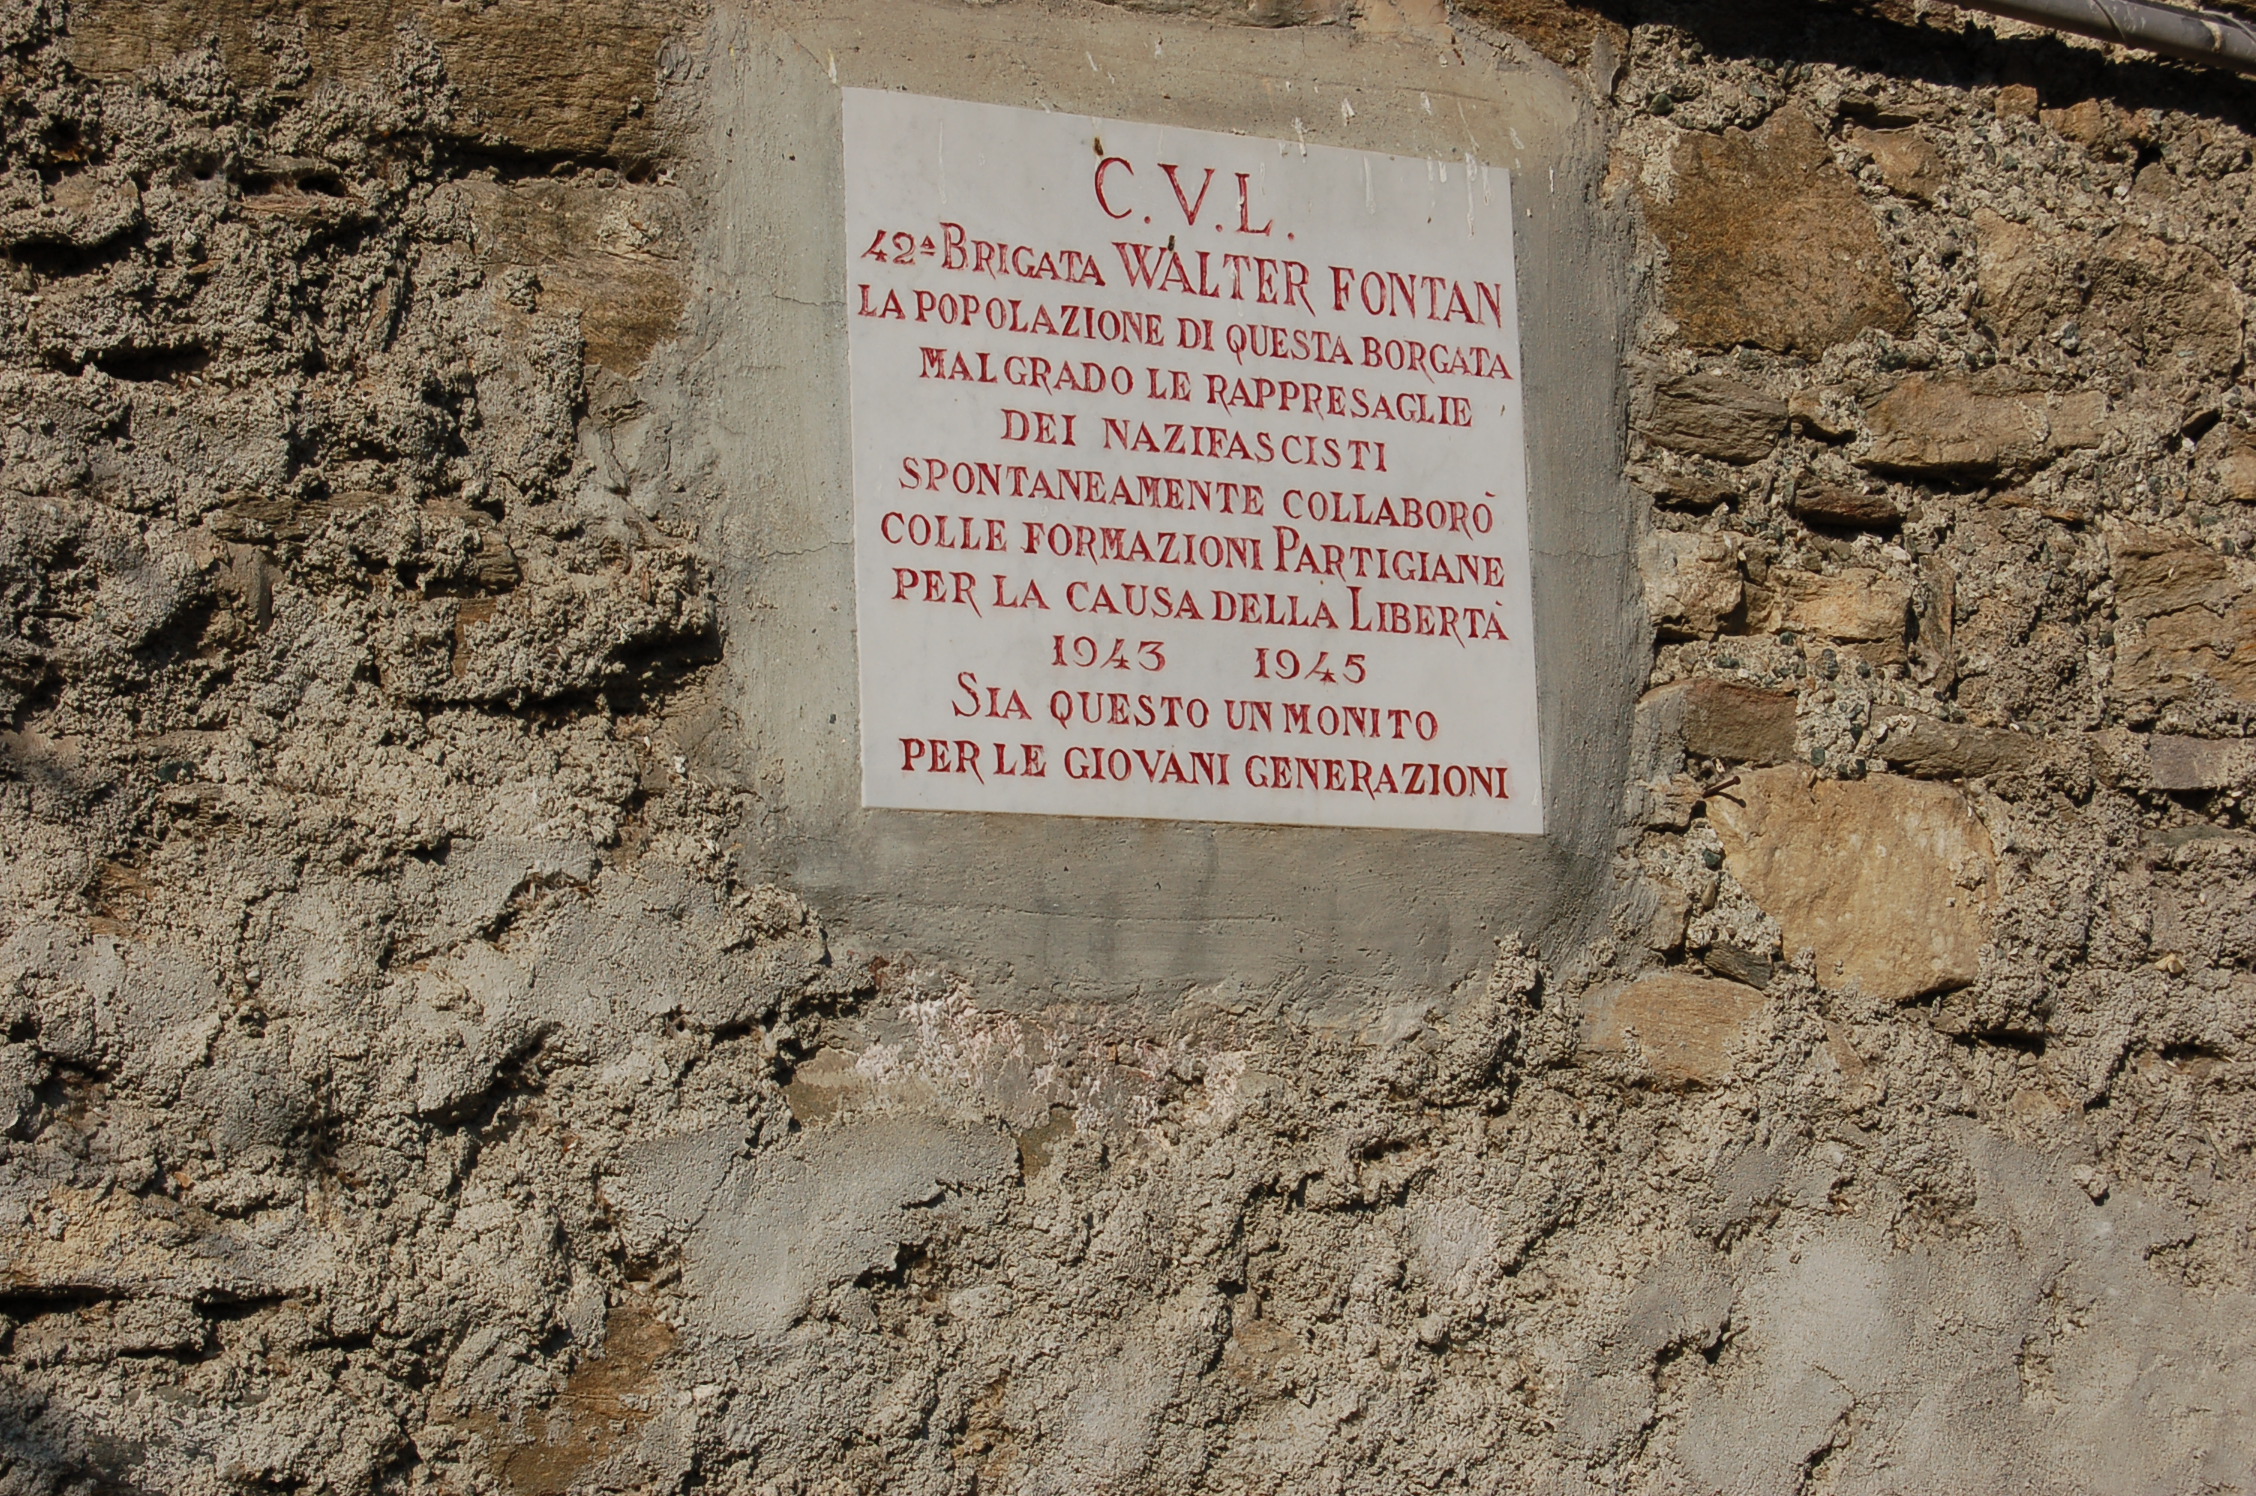 C.V.L.
42ª BRIGATA WALTER FONTAN
LA POPOLAZIONE DI QUESTA BORGATA
MALGRADO LE RAPPRESAGLIE
DEI NAZIFASCISTI
SPONTANEAMENTE COLLABORÒ
COLLE FORMAZIONI PARTIGIANE
PER LA CAUSA DELLA LIBERTÀ
1943 1945
SIA QUESTO UN MONITO
PER LE GIOVANI GENERAZIONI